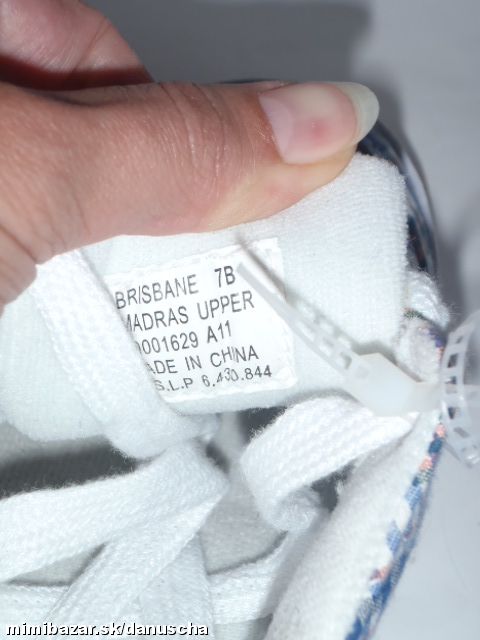 BRISBANE 7B
MADRAS UPPER
0001629 A11
ADE IN CHINA
S.L.P 6.430.844
mimibazar.sk/danuscha